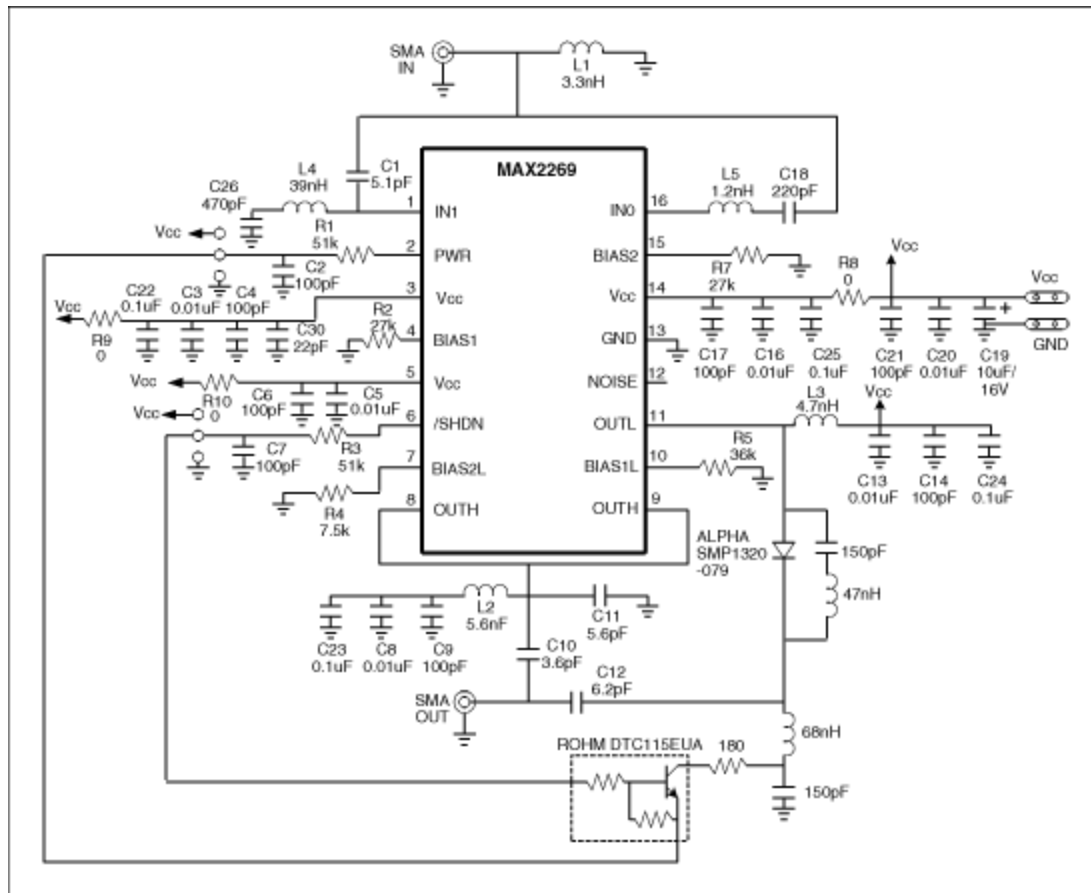 SMA
IN
L1
3.3nH
MAX2269
C1
5.1pF
L4
39nH
C26
470pF
L5
1.2nH
C18
220pF
1
IN1
IN0
16
Vcc
R1
51k
2
PWR
BIAS2
15
C2
100pF
R7
27k
R8
0
Vcc
Vcc
Vcc
C22
0.1uF
C3
0.01uF
C4
100pF
3
Vcc
Vcc
14
R9
0
C30
22pF
R2
27k
4
BIAS1
GND
13
+
GND
C17
100pF
C16
0.01uF
C25
0.1uF
C21
100pF
C20
0.01uF
C19
10uF/
16V
Vcc
R10
0
C6
100pF
C5
0.01uF
5
Vcc
NOISE
12
Vcc
6
/SHDN
OUTL
11
L3
4.7nH
Vcc
C7
100pF
R3
51k
7
BIAS2L
BIAS1L
10
R5
36k
C13
0.01uF
C14
100pF
C24
0.1uF
R4
7.5k
8
OUTH
OUTH
9
ALPHA
SMP1320
-079
150pF
47nH
L2
5.6nF
C11
5.6pF
C23
0.1uF
C8
0.01uF
C9
100pF
C10
3.6pF
C12
6.2pF
SMA
OUT
68nH
ROHM DTC115EUA
180
150pF